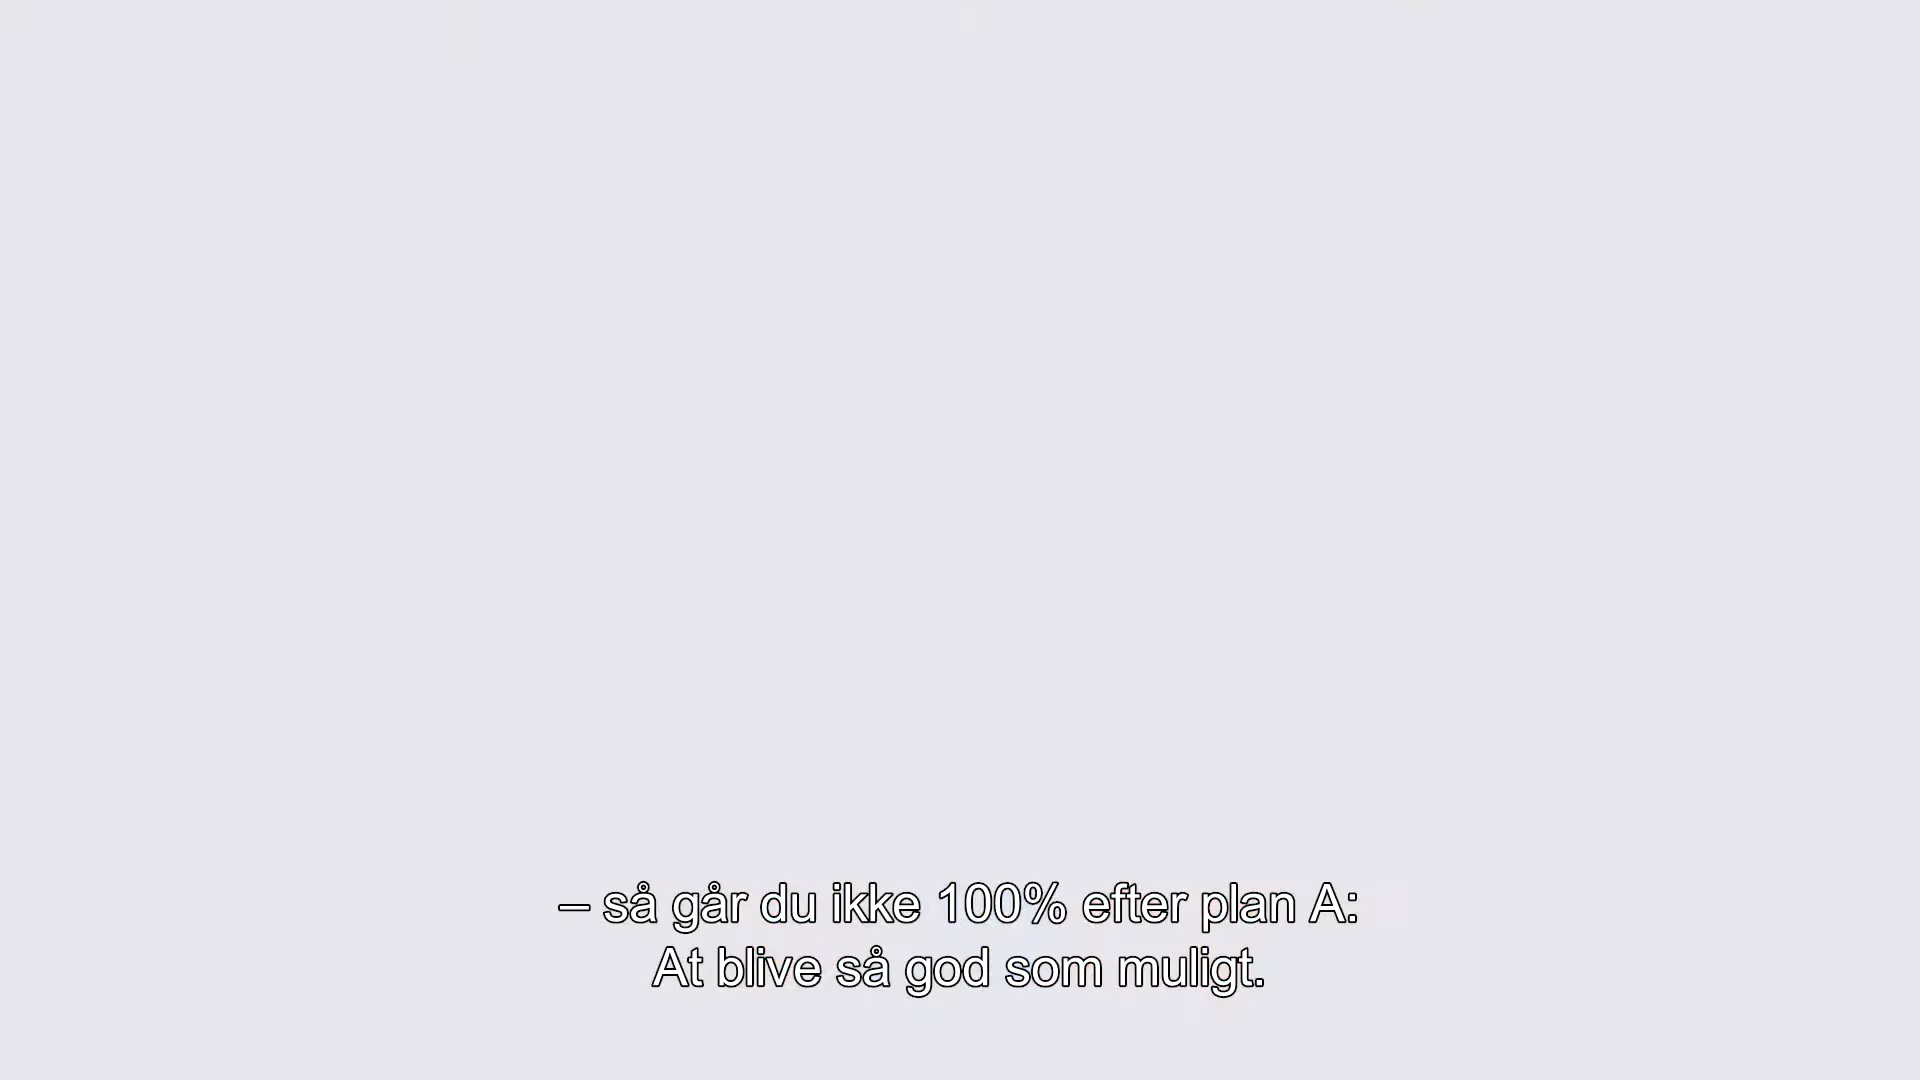 – så går du ikke 100% efter plan A:
At blive så god som muligt.